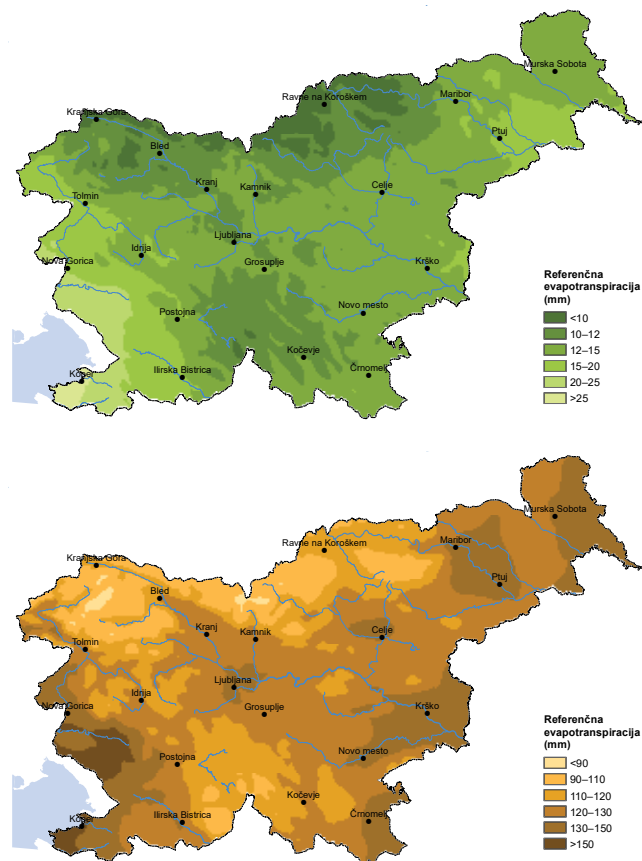 Murska Sobota
Ravne na Koroškem
Maribor
Kranjska Gora
Ptuj
Bled
Kranj
Kamnik
Celje
Tolmin
Ljubljana
Idrija
Nova Gorica
Grosuplje
Krško
Referenčna
evapotranspiracija
(mm)
<10
10–12
12–15
15–20
20–25
>25
Novo mesto
Postojna
Kočevje
Koper
Ilirska Bistrica
Črnomelj
Murska Sobota
Ravne na Koroškem
Maribor
Kranjska Gora
Ptuj
Bled
Kranj
Kamnik
Celje
Tolmin
Ljubljana
Idrija
Nova Gorica
Grosuplje
Krško
Referenčna
evapotranspiracija
(mm)
<90
90–110
110–120
120–130
130–150
>150
Novo mesto
Postojna
Kočevje
Koper
Ilirska Bistrica
Črnomelj